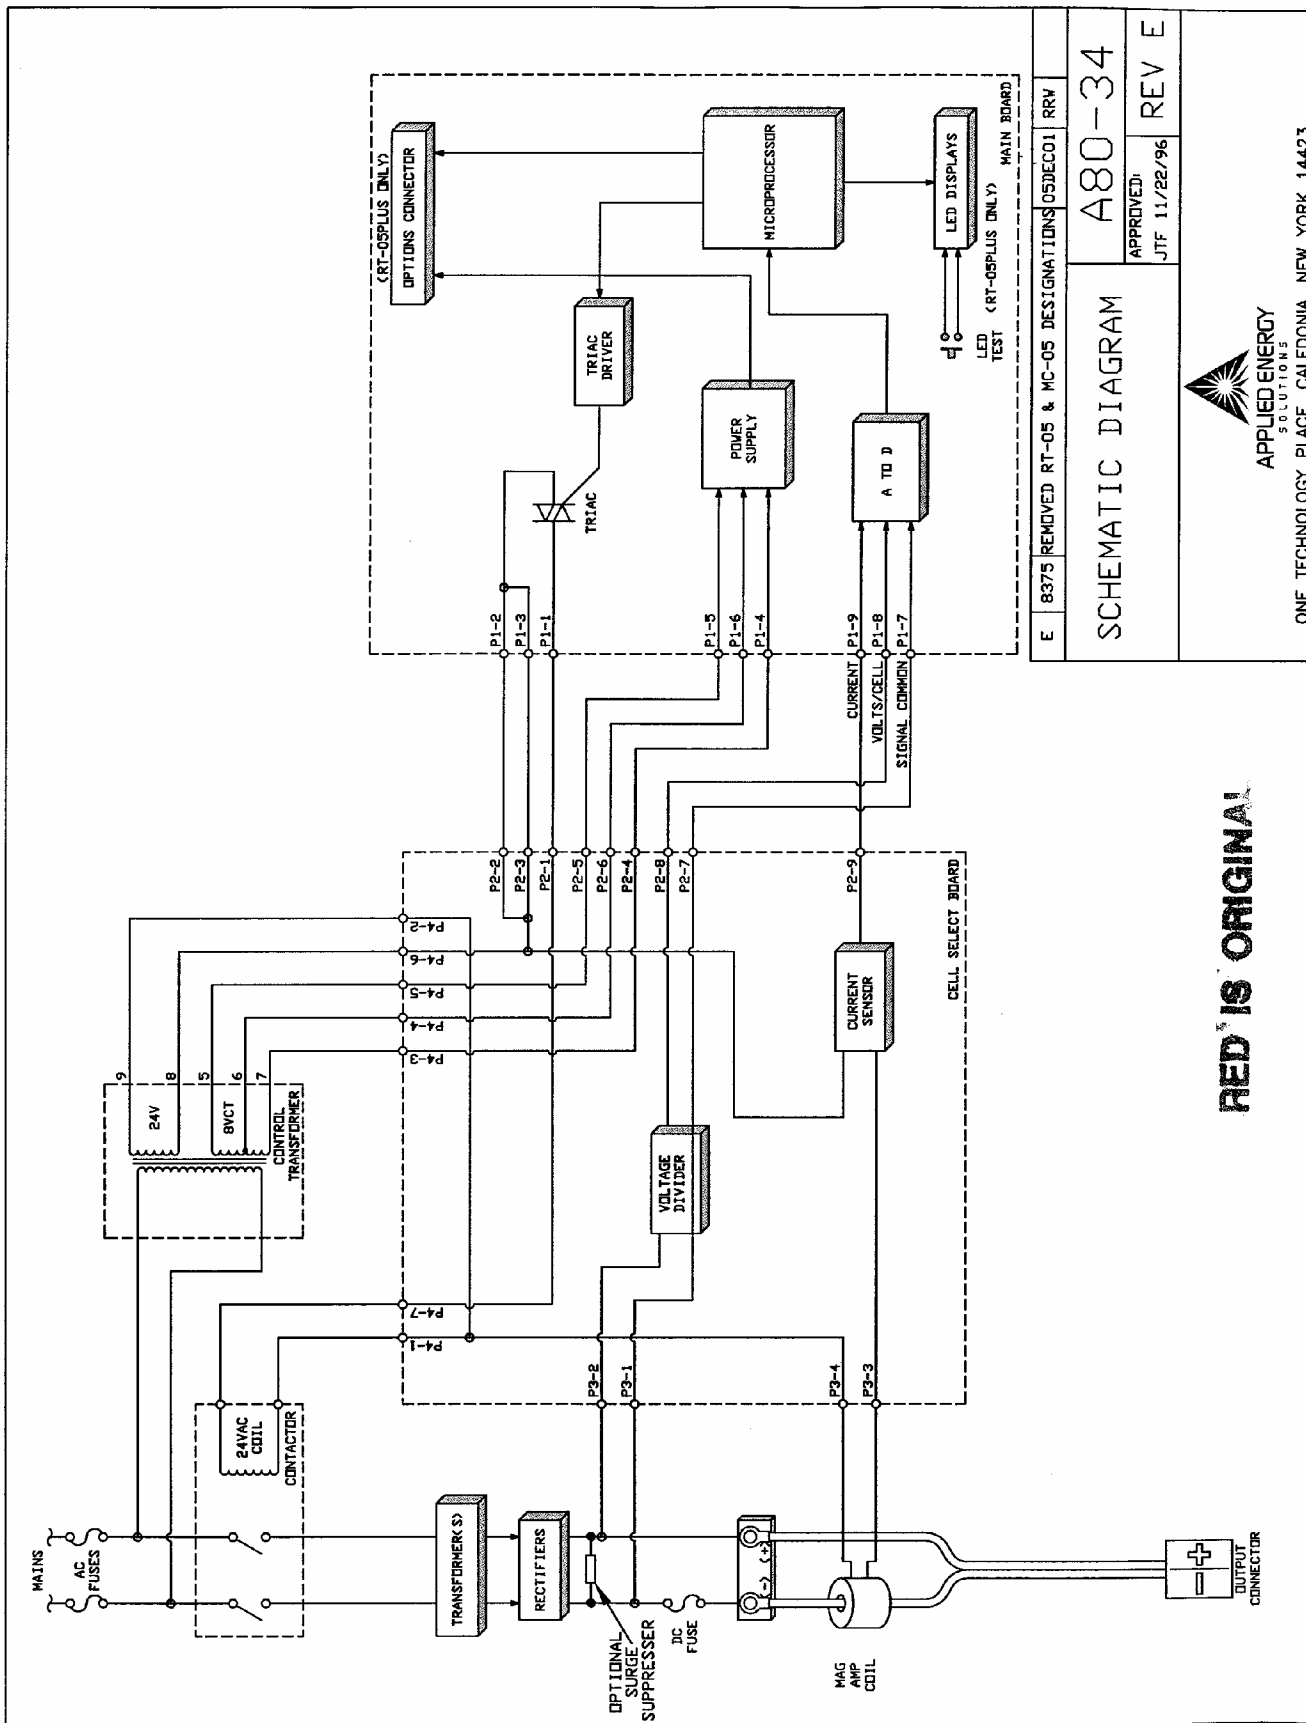 MAINS
AC
FUSES
24VAC
COIL
CONTACTOR
TRANSFORMER(S)
RECTIFIERS
OPTIONAL
SURGE
SUPPRESSER
DC
FUSE
(-) (+)
MAG
AMP
COIL
OUTPUT
CONNECTOR
9
8
5
6
7
24V
8VCT
CONTROL
TRANSFORMER
P4-2
P4-6
P4-5
P4-4
P4-3
P4-7
P4-1
P3-2
P3-1
P3-4
P3-3
VOLTAGE
DIVIDER
CURRENT
SENSOR
CELL SELECT BOARD
P2-2
P2-3
P2-1
P2-5
P2-6
P2-4
P2-8
P2-7
P2-9
P1-2
P1-3
P1-1
P1-5
P1-6
P1-4
CURRENT P1-9
VOLTS/CELL P1-8
SIGNAL COMMON P1-7
TRIAC
TRIAC
DRIVER
POWER
SUPPLY
A TO D
(RT-05PLUS ONLY)
OPTIONS CONNECTOR
MICROPROCESSOR
LED DISPLAYS
LED
TEST
(RT-05PLUS ONLY)
MAIN BOARD
E 8375 REMOVED RT-05 & MC-05 DESIGNATIONS 05DEC01 RRW
SCHEMATIC DIAGRAM
A80-34
APPROVED:
JTF 11/22/96
REV E
APPLIED ENERGY
SOLUTIONS
ONE TECHNOLOGY PLACE CALEDONIA NEW YORK 14423
RED IS ORIGINAL